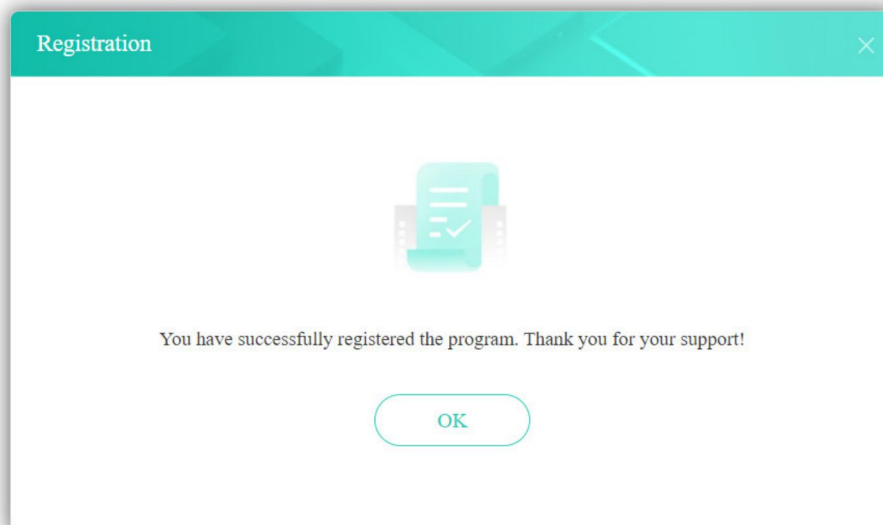 Registration
You have successfully registered the program. Thank you for your support!
OK